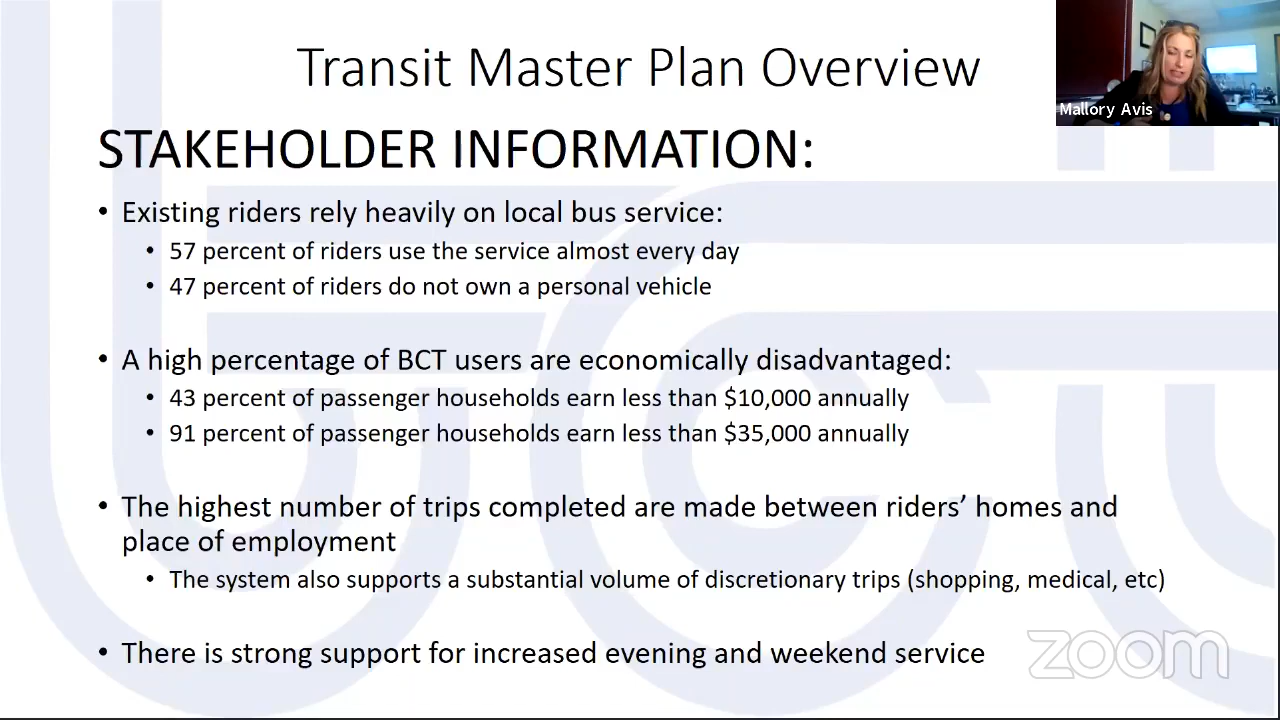 Transit Master Plan Overview
Mallory Avis
STAKEHOLDER INFORMATION:
• Existing riders rely heavily on local bus service:
• 57 percent of riders use the service almost every day
• 47 percent of riders do not own a personal vehicle
• A high percentage of BCT users are economically disadvantaged:
• 43 percent of passenger households earn less than $10,000 annually
• 91 percent of passenger households earn less than $35,000 annually
• The highest number of trips completed are made between riders’ homes and
place of employment
• The system also supports a substantial volume of discretionary trips (shopping, medical, etc)
• There is strong support for increased evening and weekend service
zoom